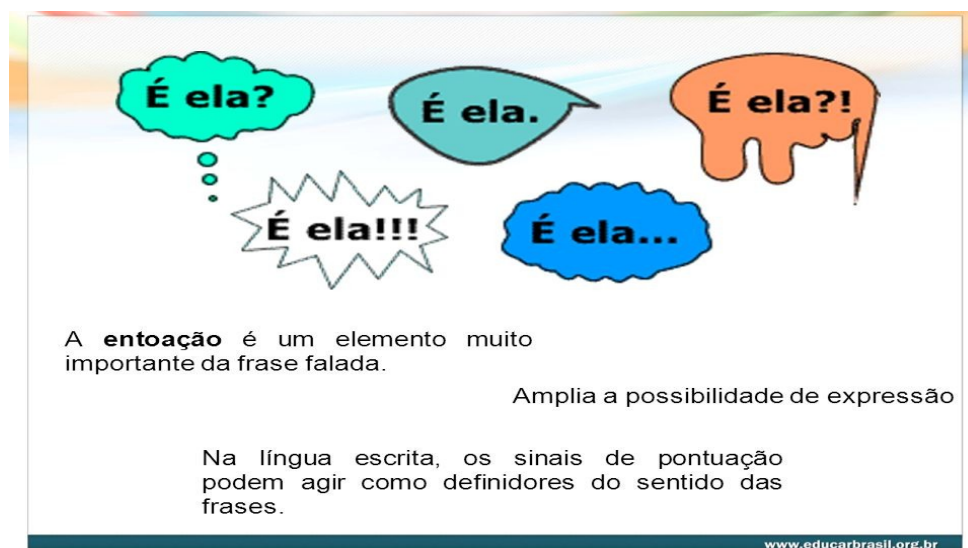 É ela?
É ela.
É ela?!
É ela!!!
É ela...
A entoação é um elemento muito
importante da frase falada.
Amplia a possibilidade de expressão
Na língua escrita, os sinais de pontuação
podem agir como definidores do sentido das
frases.
www.educarbrasil.org.br